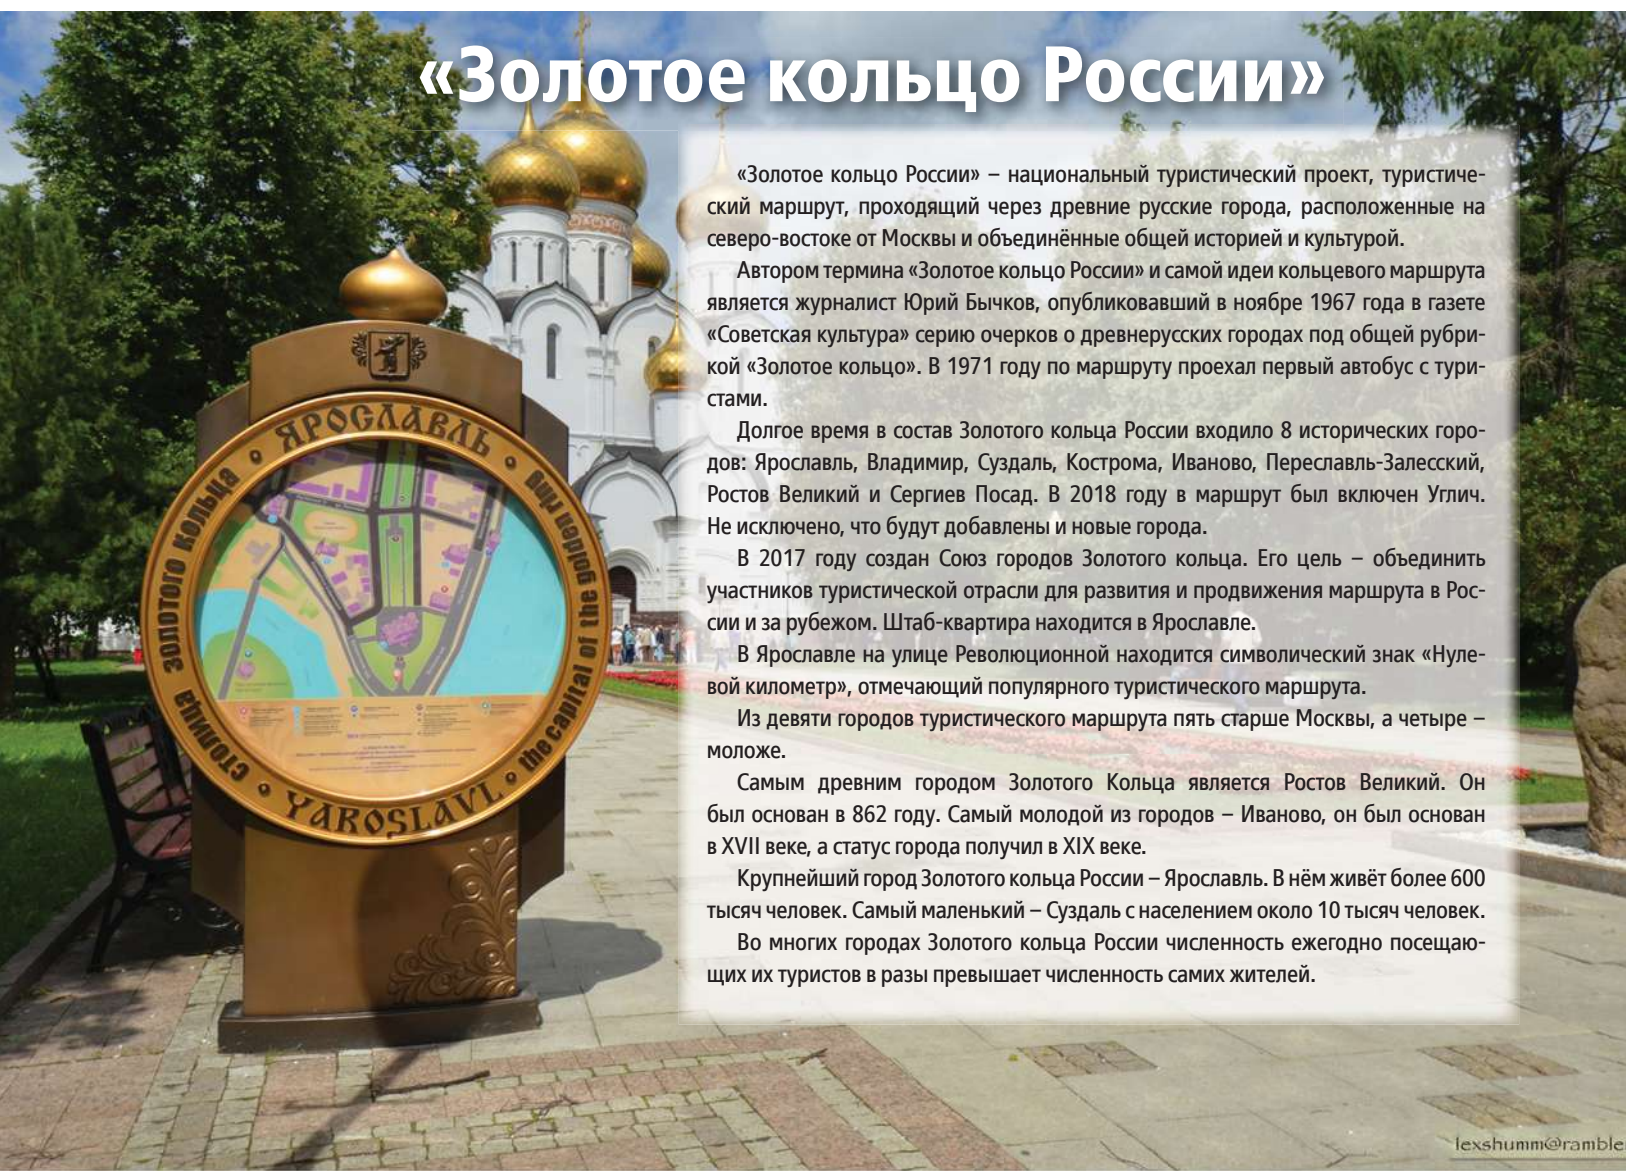 «Золотое кольцо России»
«Золотое кольцо России» – национальный туристический проект, туристиче-
ский маршрут, проходящий через древние русские города, расположенные на
северо-востоке от Москвы и объединённые общей историей и культурой.
Автором термина «Золотое кольцо России» и самой идеи кольцевого маршрута
является журналист Юрий Бычков, опубликовавший в ноябре 1967 года в газете
«Советская культура» серию очерков о древнерусских городах под общей рубри-
кой «Золотое кольцо». В 1971 году по маршруту проехал первый автобус с тури-
стами.
Долгое время в состав Золотого кольца России входило 8 исторических горо-
дов: Ярославль, Владимир, Суздаль, Кострома, Иваново, Переславль-Залесский,
Ростов Великий и Сергиев Посад. В 2018 году в маршрут был включен Углич.
Не исключено, что будут добавлены и новые города.
В 2017 году создан Союз городов Золотого кольца. Его цель – объединить
участников туристической отрасли для развития и продвижения маршрута в Рос-
сии и за рубежом. Штаб-квартира находится в Ярославле.
В Ярославле на улице Революционной находится символический знак «Нуле-
вой километр», отмечающий популярного туристического маршрута.
Из девяти городов туристического маршрута пять старше Москвы, а четыре –
моложе.
Самым древним городом Золотого Кольца является Ростов Великий. Он
был основан в 862 году. Самый молодой из городов – Иваново, он был основан
в XVII веке, а статус города получил в XIX веке.
Крупнейший город Золотого кольца России – Ярославль. В нём живёт более 600
тысяч человек. Самый маленький – Суздаль с населением около 10 тысяч человек.
Во многих городах Золотого кольца России численность ежегодно посещаю-
щих их туристов в разы превышает численность самих жителей.
ЯРОСЛАВЛЬ
столица золотого кольца
YAROSLAVL
the capital of the golden ring
lexshumm@ramble